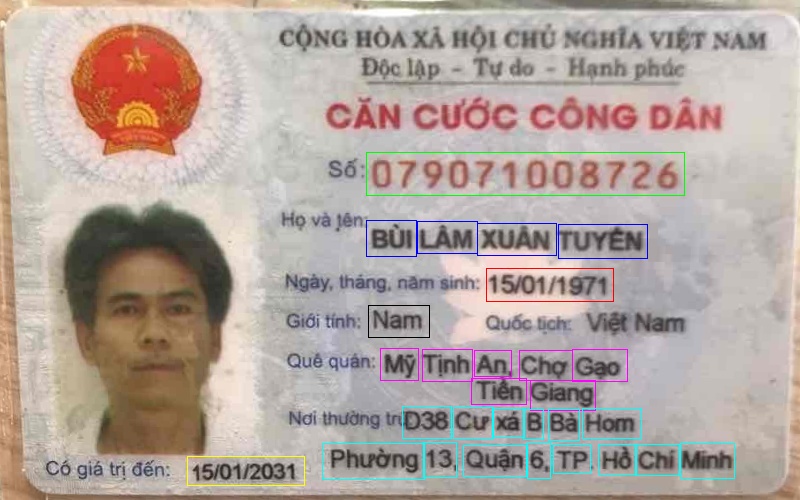 CỘNG HÒA XÃ HỘI CHỦ NGHĨA VIỆT NAM
Độc lập - Tự do - Hạnh phúc
CĂN CƯỚC CÔNG DÂN
Số: 079071008726
Họ và tên: BÙI LÂM XUÂN TUYÊN
Ngày, tháng, năm sinh: 15/01/1971
Giới tính: Nam Quốc tịch: Việt Nam
Quê quán: Mỹ Tịnh An, Chợ Gạo
Tiền Giang
Nơi thường trú: D38 Cư xá B Bà Hom
Có giá trị đến: 15/01/2031 Phường 13, Quận 6, TP. Hồ Chí Minh